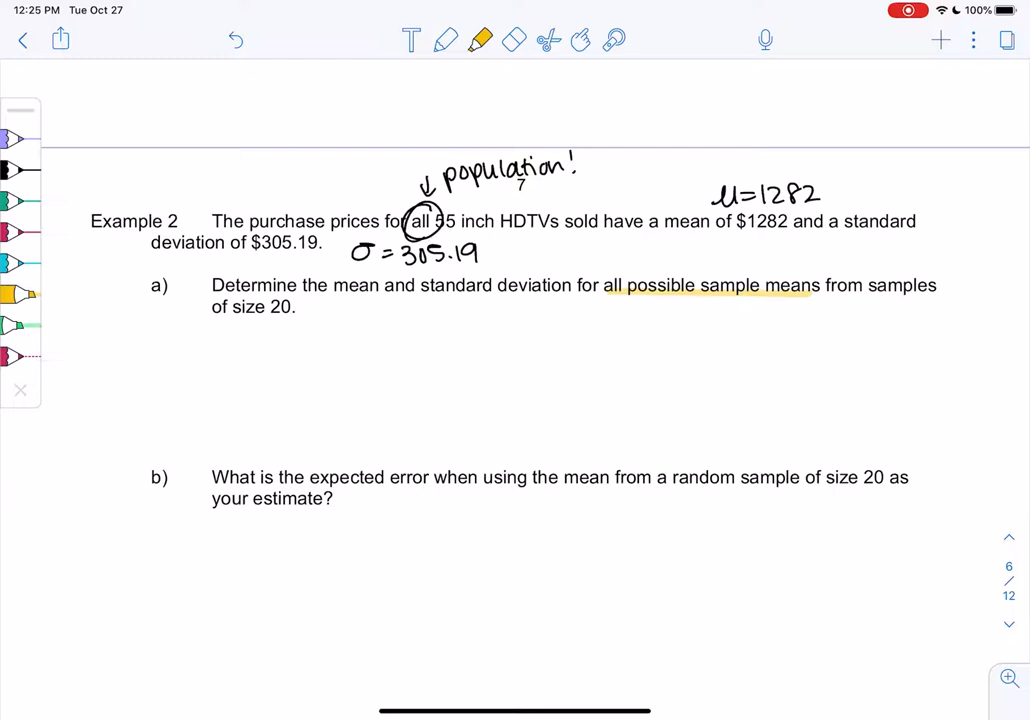 12:25 PM Tue Oct 27
100%
T
population!
7
μ=1282
Example 2 The purchase prices for all 55 inch HDTVs sold have a mean of $1282 and a standard
deviation of $305.19.
σ = 305.19
a) Determine the mean and standard deviation for all possible sample means from samples
of size 20.
b) What is the expected error when using the mean from a random sample of size 20 as
your estimate?
6
/
12